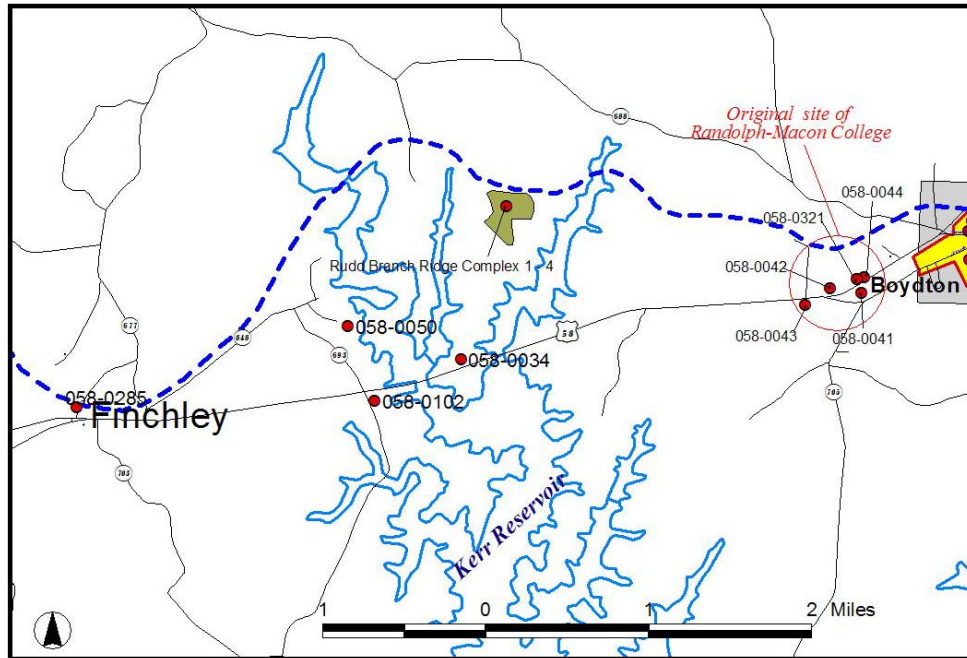 688
Original site of
Randolph-Macon College
058-0044
058-0321
Rudd Branch Ridge Complex 1 - 4
058-0042
Boydton
058-0043
058-0041
677
848
058-0050
693
58
058-0034
058-0285
Finchley
058-0102
705
703
Kerr Reservoir
1 0 1 2 Miles